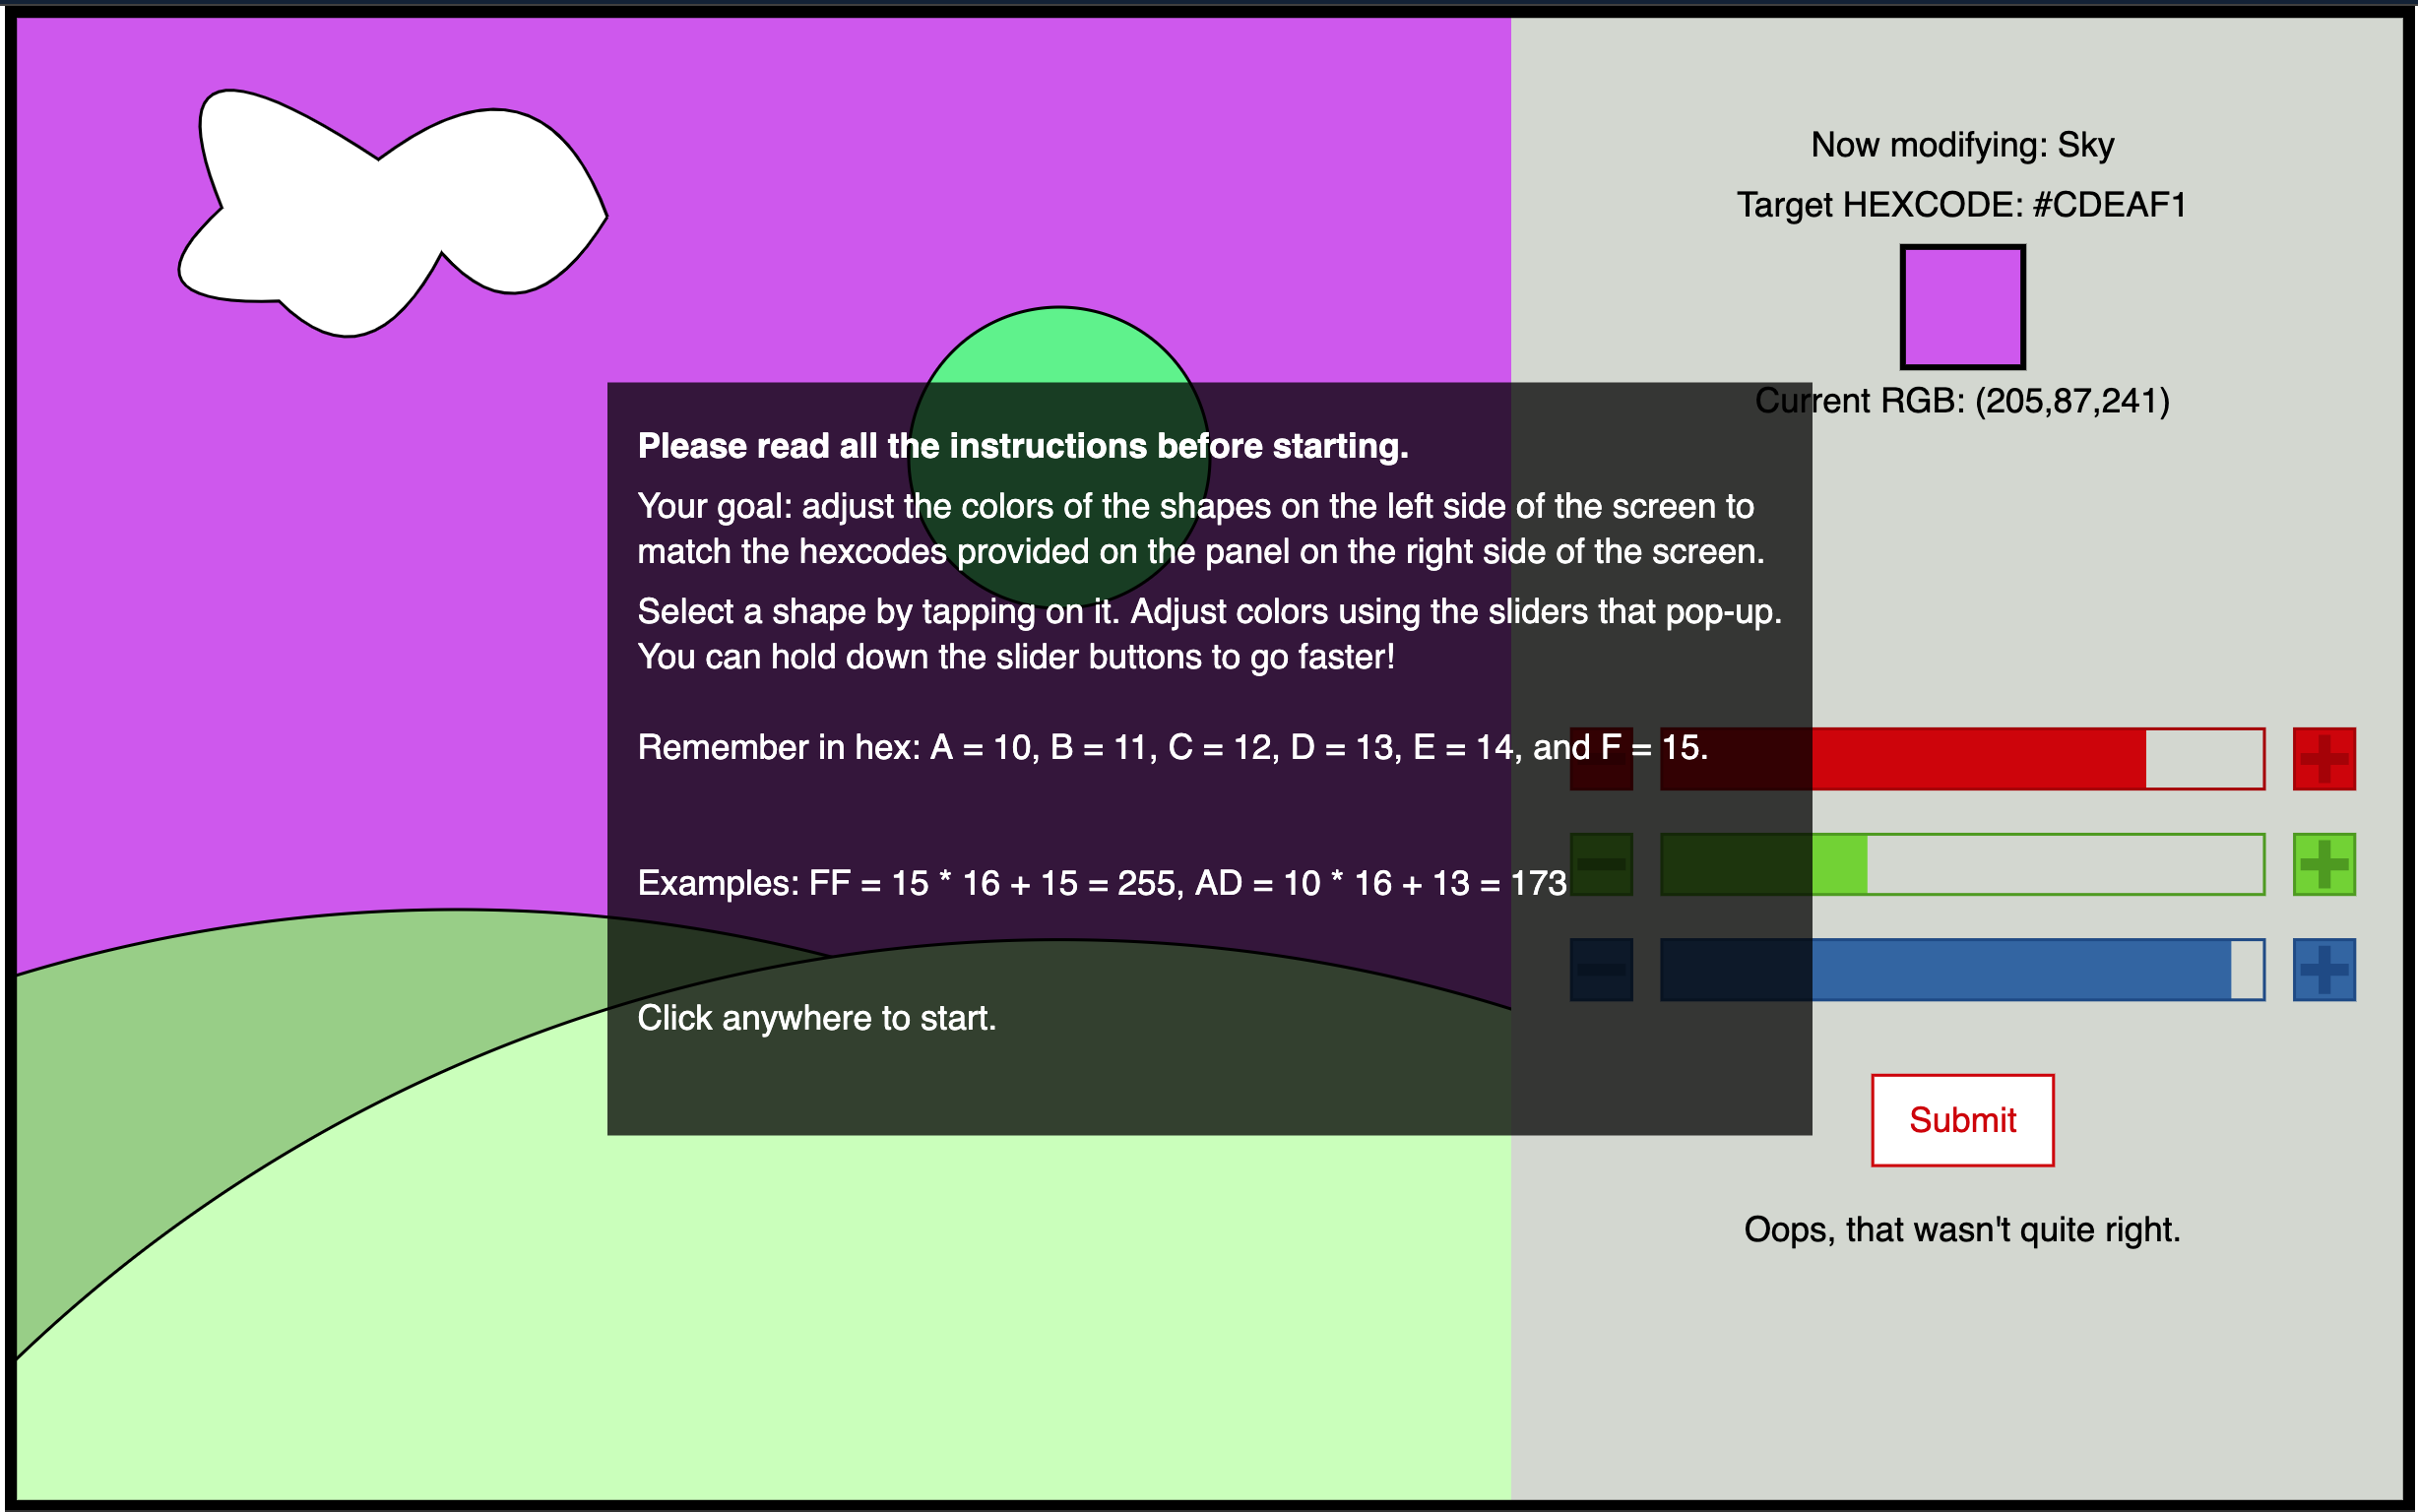 Now modifying: Sky
Target HEXCODE: #CDEAF1
Current RGB: (205,87,241)
Please read all the instructions before starting.
Your goal: adjust the colors of the shapes on the left side of the screen to
match the hexcodes provided on the panel on the right side of the screen.
Select a shape by tapping on it. Adjust colors using the sliders that pop-up.
You can hold down the slider buttons to go faster!
Remember in hex: A = 10, B = 11, C = 12, D = 13, E = 14, and F = 15.
Examples: FF = 15 * 16 + 15 = 255, AD = 10 * 16 + 13 = 173
Click anywhere to start.
Submit
Oops, that wasn't quite right.